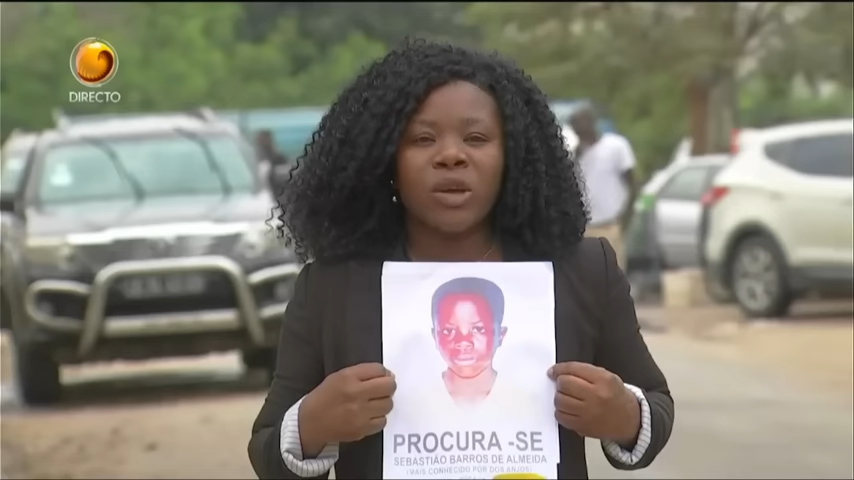 DIRECTO
PROCURA -SE
SEBASTIÃO BARROS DE ALMEIDA
(MAIS CONHECIDO POR DOS ANJOS)